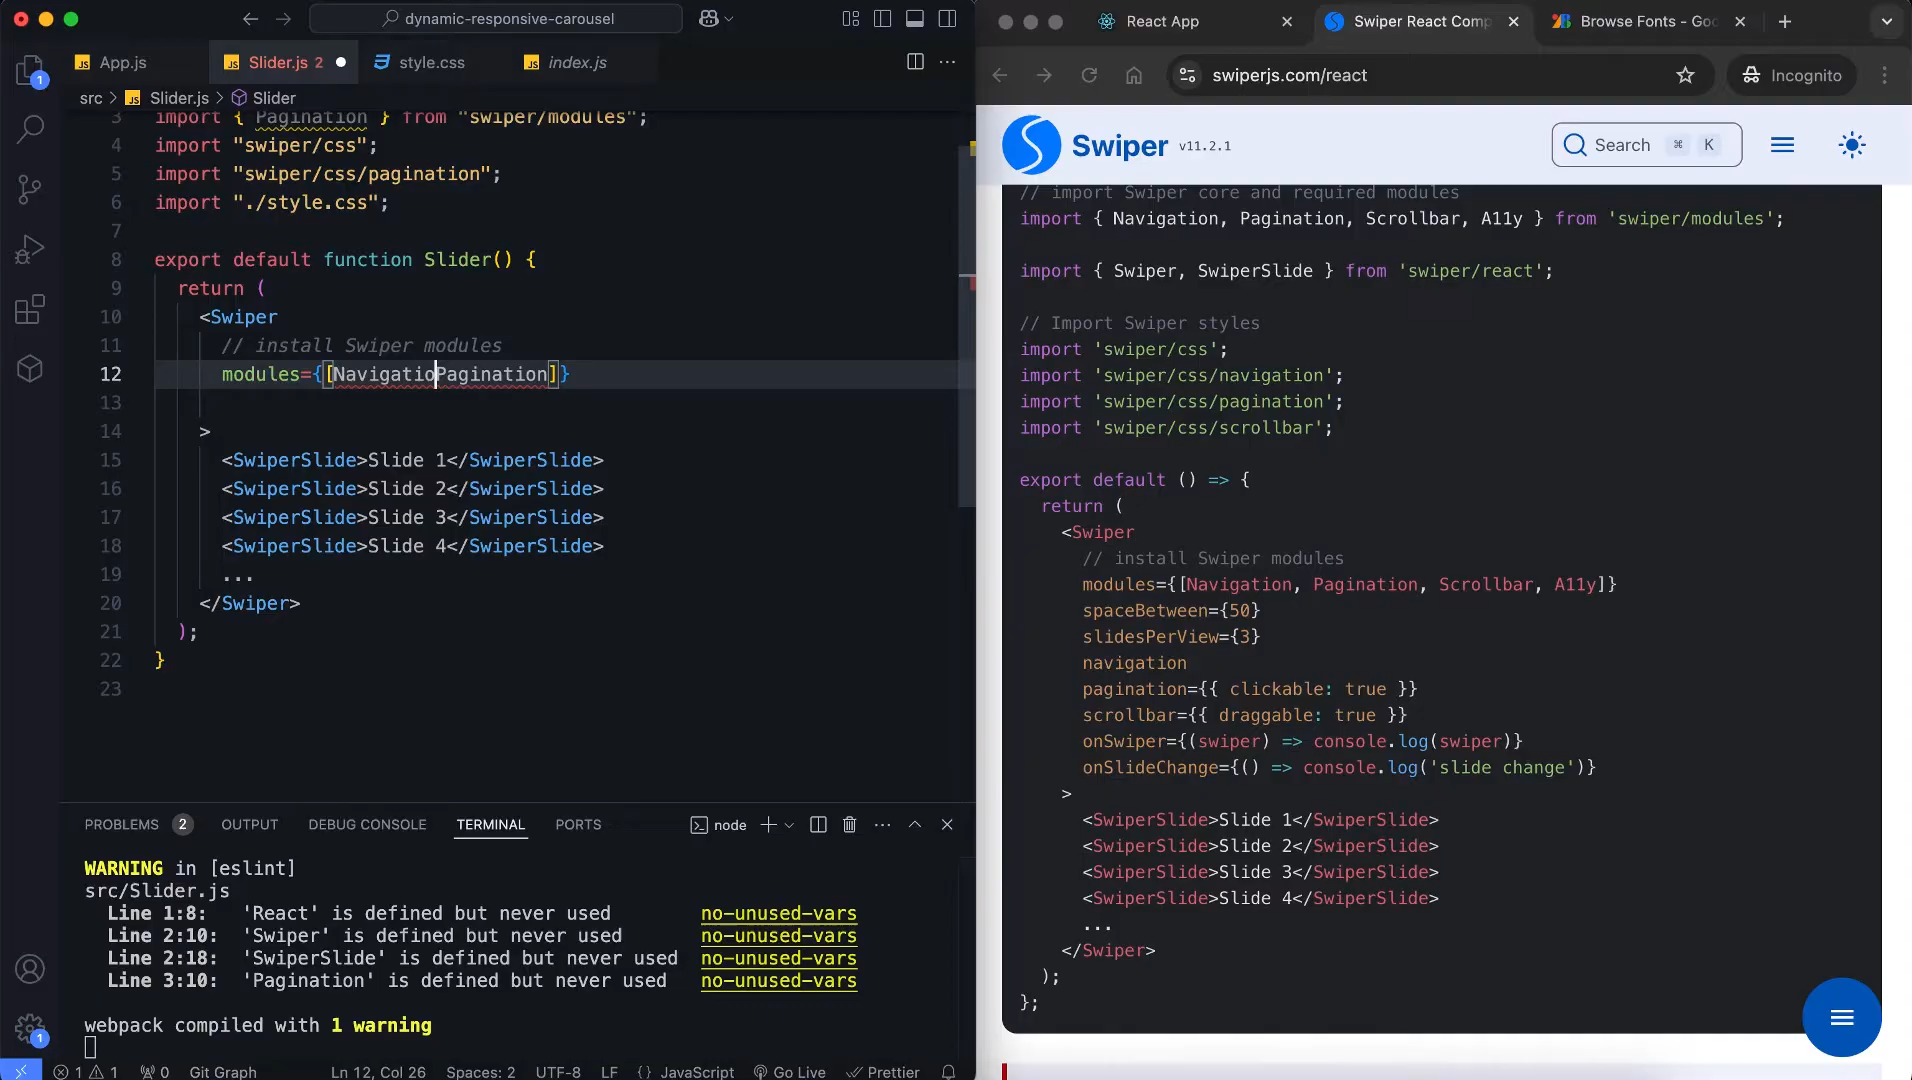 dynamic-responsive-carousel
App.js
Slider.js 2
style.css
index.js
src > Slider.js > Slider
3 import { Pagination } from "swiper/modules";
4 import "swiper/css";
5 import "swiper/css/pagination";
6 import "./style.css";
7
8 export default function Slider() {
9 return (
10 <Swiper
11 // install Swiper modules
12 modules={[NavigatioPagination]}
13
14 >
15 <SwiperSlide>Slide 1</SwiperSlide>
16 <SwiperSlide>Slide 2</SwiperSlide>
17 <SwiperSlide>Slide 3</SwiperSlide>
18 <SwiperSlide>Slide 4</SwiperSlide>
19 ...
20 </Swiper>
21 );
22 }
23
PROBLEMS 2 OUTPUT DEBUG CONSOLE TERMINAL PORTS node
WARNING in [eslint]
src/Slider.js
Line 1:8: 'React' is defined but never used no-unused-vars
Line 2:10: 'Swiper' is defined but never used no-unused-vars
Line 2:18: 'SwiperSlide' is defined but never used no-unused-vars
Line 3:10: 'Pagination' is defined but never used no-unused-vars
webpack compiled with 1 warning
1 1 0 Git Graph Ln 12, Col 26 Spaces: 2 UTF-8 LF {} JavaScript Go Live Prettier
1
1
React App
Swiper React Comp
Browse Fonts - Goo
swiperjs.com/react
Incognito
Swiper v11.2.1
Search ⌘ K
// import Swiper core and required modules
import { Navigation, Pagination, Scrollbar, A11y } from 'swiper/modules';
import { Swiper, SwiperSlide } from 'swiper/react';
// Import Swiper styles
import 'swiper/css';
import 'swiper/css/navigation';
import 'swiper/css/pagination';
import 'swiper/css/scrollbar';
export default () => {
return (
<Swiper
// install Swiper modules
modules={[Navigation, Pagination, Scrollbar, A11y]}
spaceBetween={50}
slidesPerView={3}
navigation
pagination={{ clickable: true }}
scrollbar={{ draggable: true }}
onSwiper={(swiper) => console.log(swiper)}
onSlideChange={() => console.log('slide change')}
>
<SwiperSlide>Slide 1</SwiperSlide>
<SwiperSlide>Slide 2</SwiperSlide>
<SwiperSlide>Slide 3</SwiperSlide>
<SwiperSlide>Slide 4</SwiperSlide>
...
</Swiper>
);
};